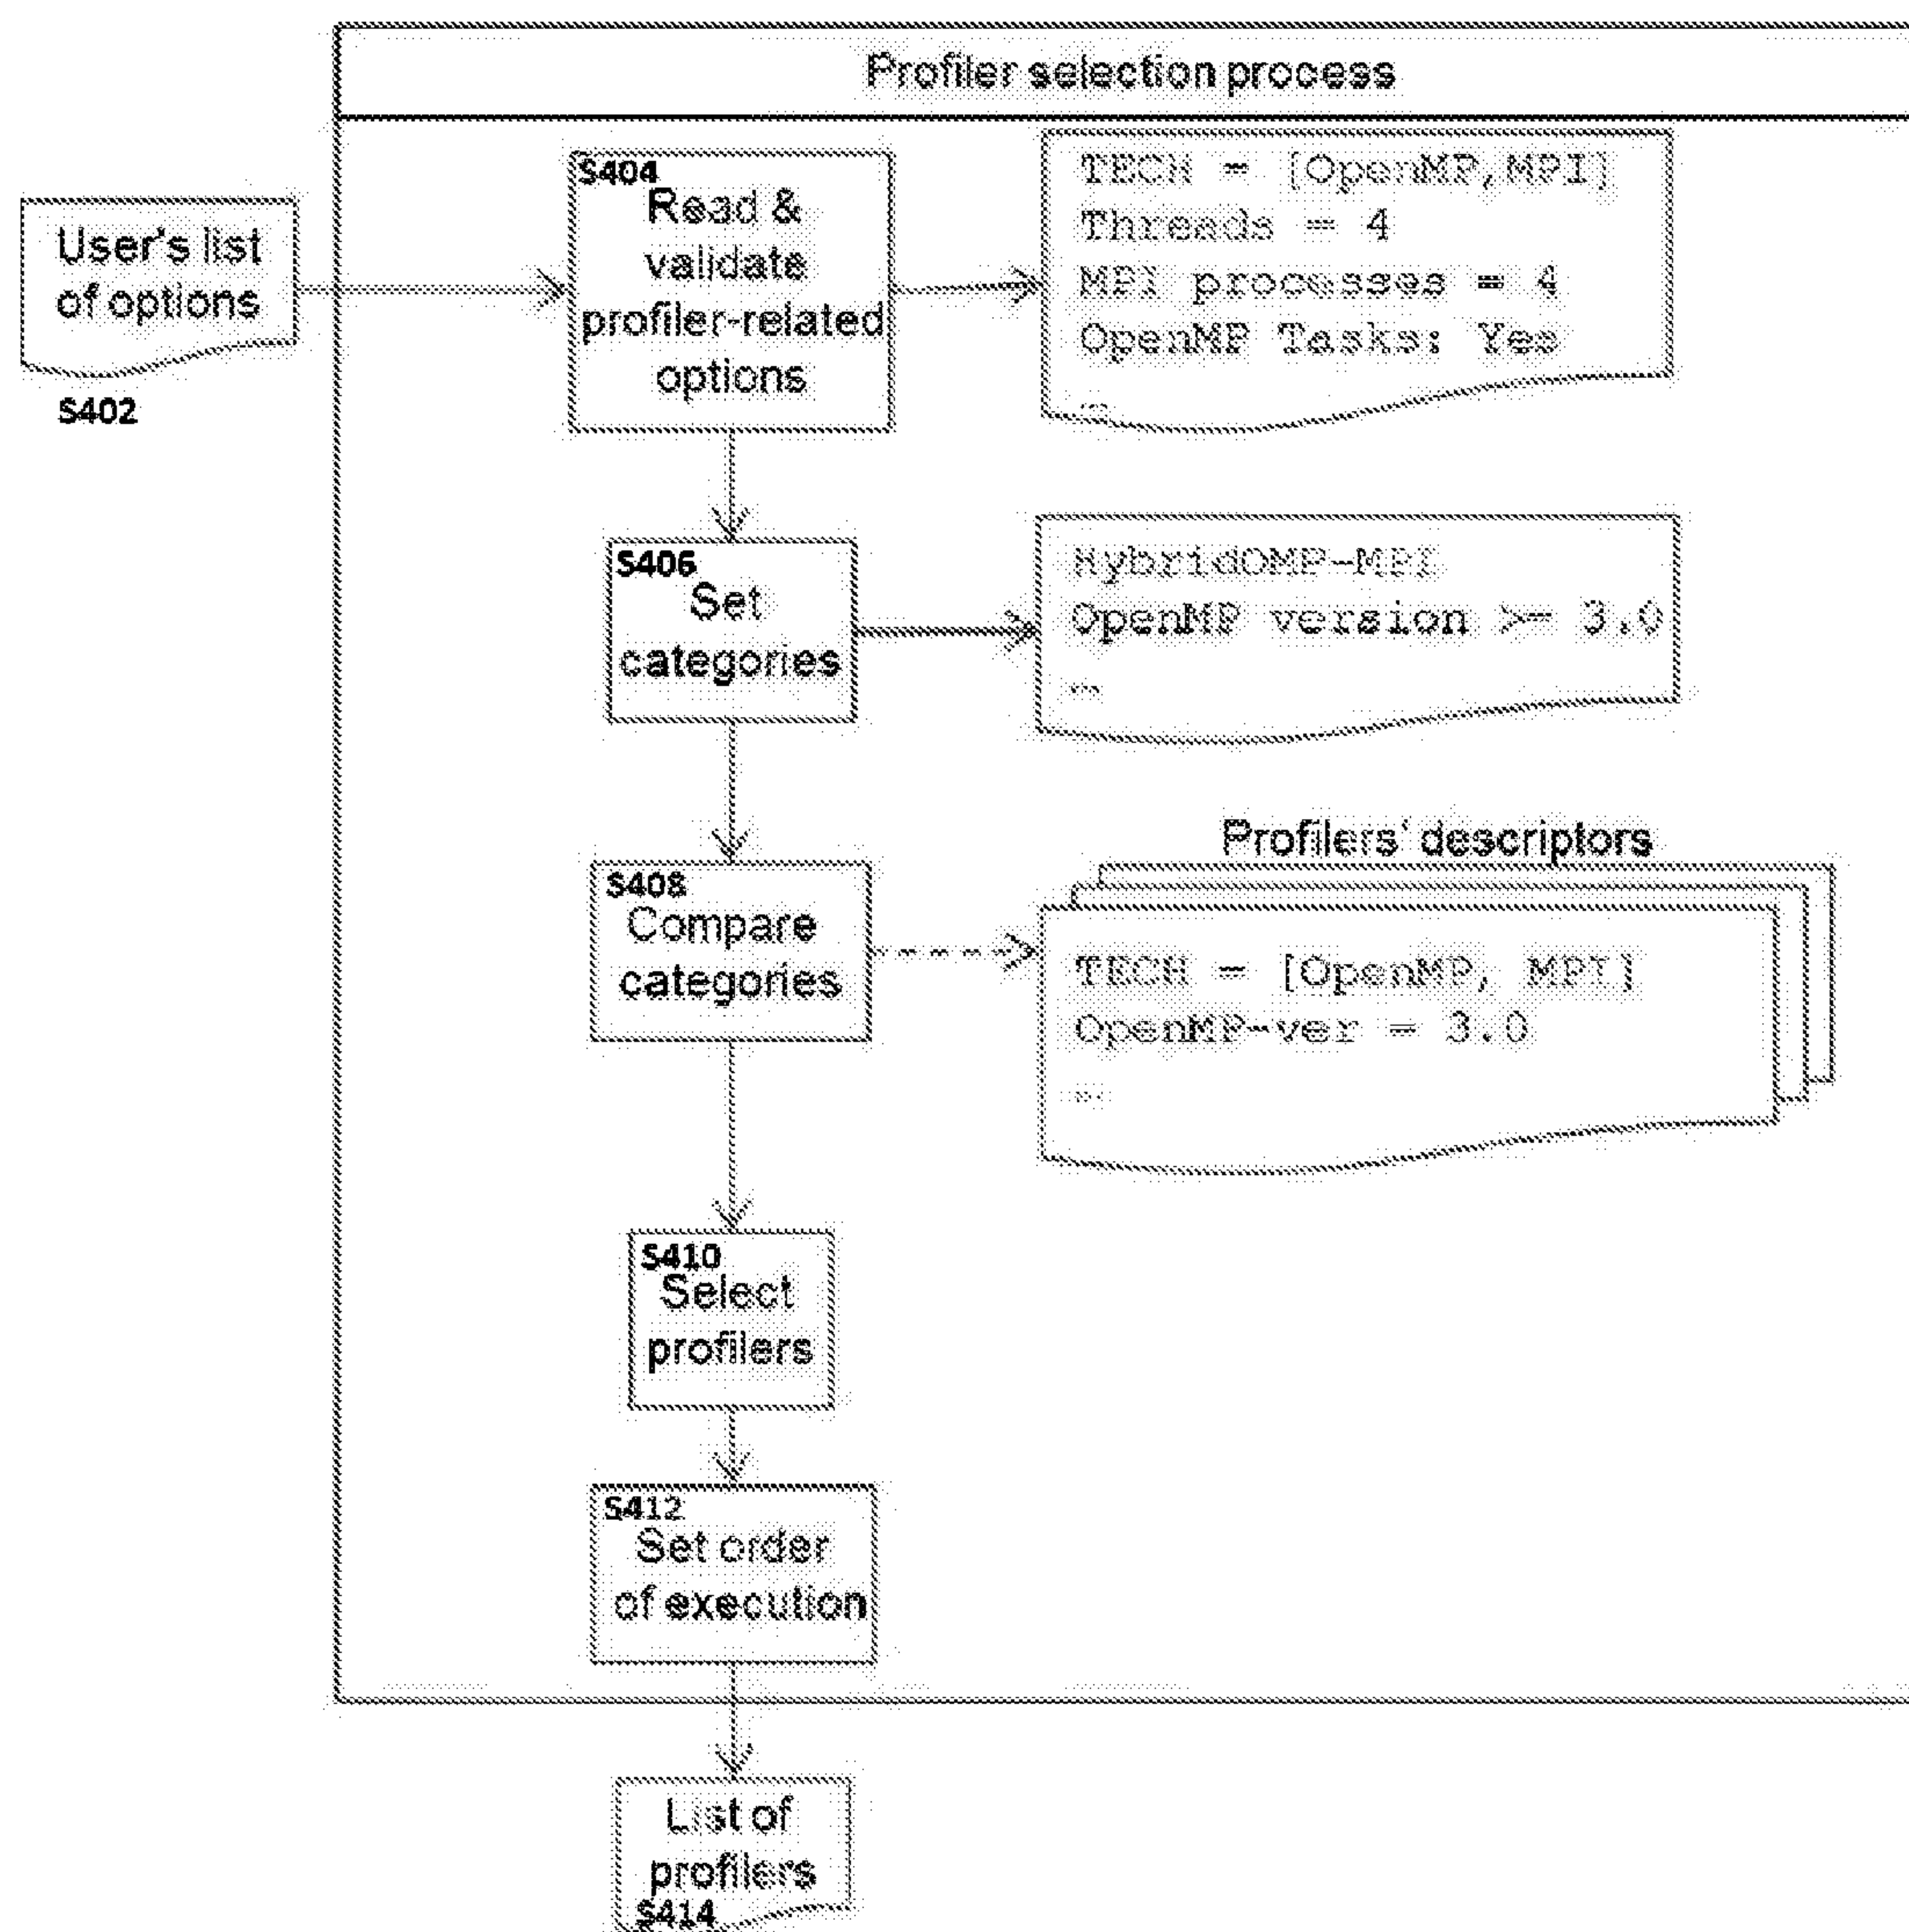 Profiler selection process
User's list
of options
S402
S404
Read &
validate
profiler-related
options
TECH = [OpenMP,MPI]
Threads = 4
MPI processes = 4
OpenMP Tasks: Yes
…
S406
Set
categories
HybridOMP-MPI
OpenMP version >= 3.0
…
S408
Compare
categories
Profilers' descriptors
TECH = [OpenMP, MPI]
OpenMP-ver = 3.0
…
S410
Select
profilers
S412
Set order
of execution
List of
profilers
S414